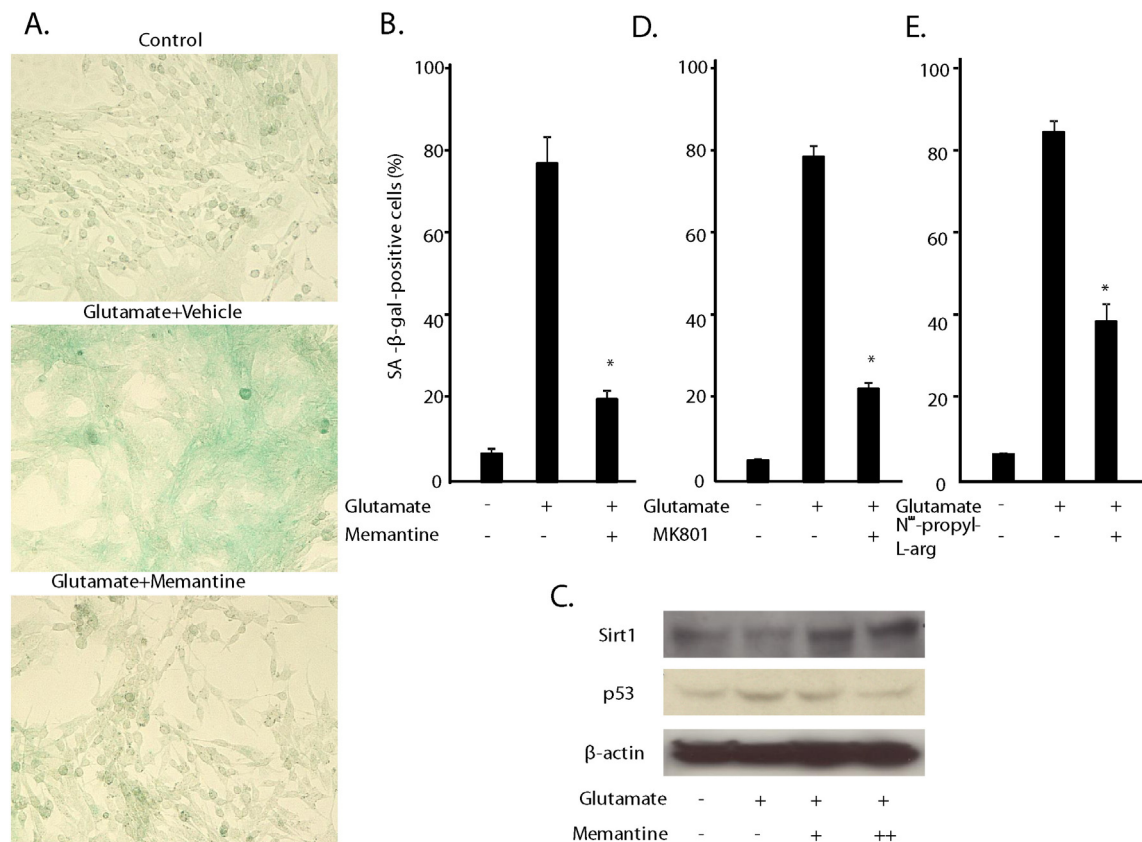 A.
Control
Glutamate+Vehicle
Glutamate+Memantine
B.
SA -β-gal-positive cells (%)
100
80
60
40
20
0
Glutamate - + +
Memantine - - +
D.
100
80
60
40
20
0
Glutamate - + +
MK801 - - +
*
E.
100
80
60
40
20
0
*
Glutamate - + +
Nω-propyl-
L-arg - - +
*
C.
Sirt1
p53
β-actin
Glutamate - + + +
Memantine - - + ++